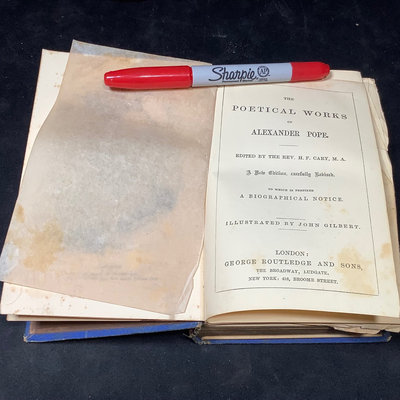 Sharpie
AP
THE
POETICAL WORKS
OF
ALEXANDER POPE.
EDITED BY THE REV. H. F. CARY, M. A.
A New Edition, carefully Revised.
TO WHICH IS PREFIXED
A BIOGRAPHICAL NOTICE.
ILLUSTRATED BY JOHN GILBERT.
LONDON:
GEORGE ROUTLEDGE AND SONS,
THE BROADWAY, LUDGATE.
NEW YORK: 416, BROOME STREET.